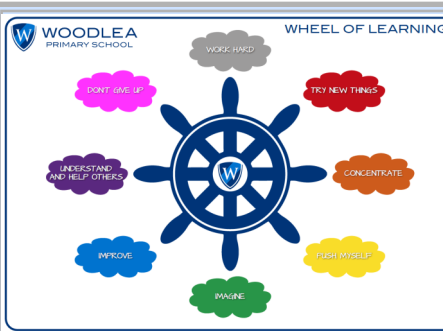 WOODLEA
PRIMARY SCHOOL
WHEEL OF LEARNING
WORK HARD
DON'T GIVE UP
TRY NEW THINGS
UNDERSTAND
AND HELP OTHERS
W
CONCENTRATE
IMPROVE
PUSH MYSELF
IMAGINE